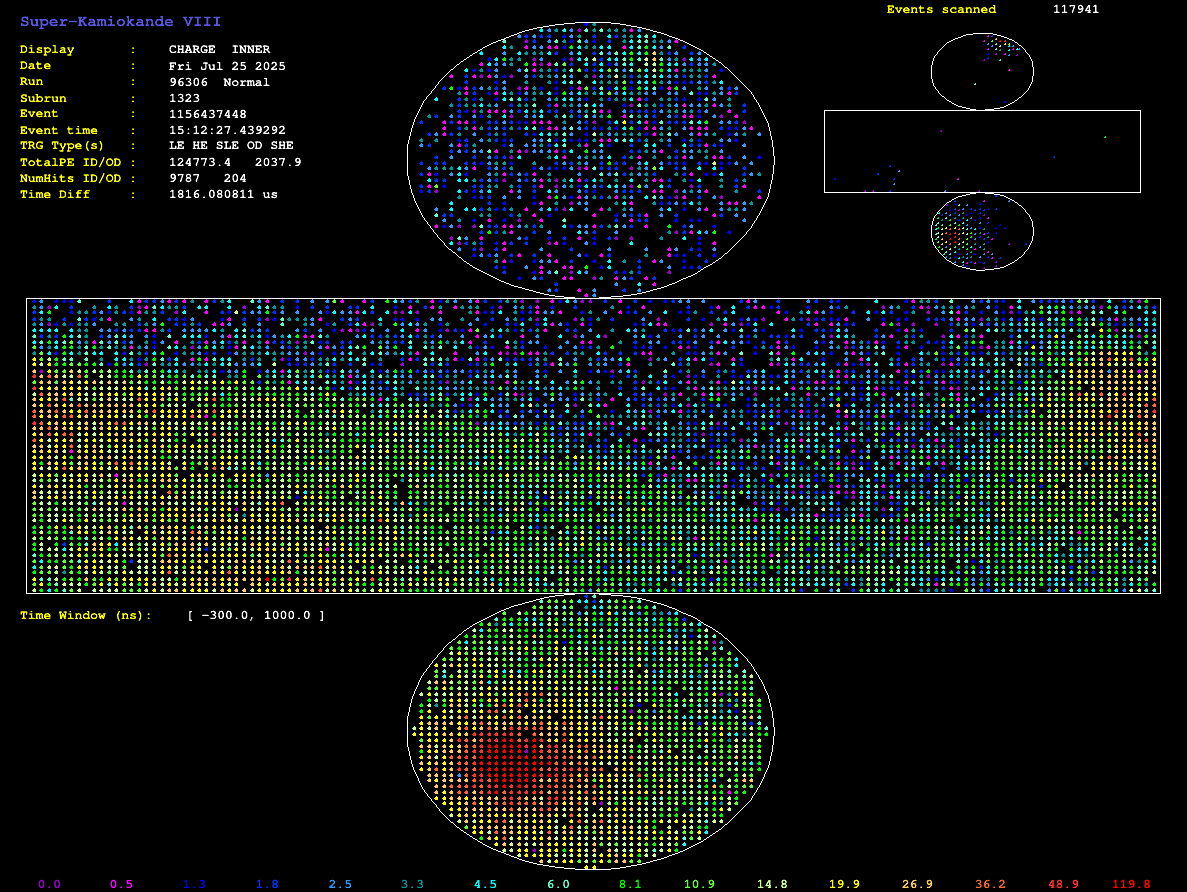 Super-Kamiokande VIII
Display : CHARGE INNER
Date : Fri Jul 25 2025
Run : 96306 Normal
Subrun : 1323
Event : 1156437448
Event time : 15:12:27.439292
TRG Type(s) : LE HE SLE OD SHE
TotalPE ID/OD : 124773.4 2037.9
NumHits ID/OD : 9787 204
Time Diff : 1816.080811 us
Events scanned 117941
Time Window (ns): [ -300.0, 1000.0 ]
0.0 0.5 1.3 1.8 2.5 3.3 4.5 6.0 8.1 10.9 14.8 19.9 26.9 36.2 48.9 119.8